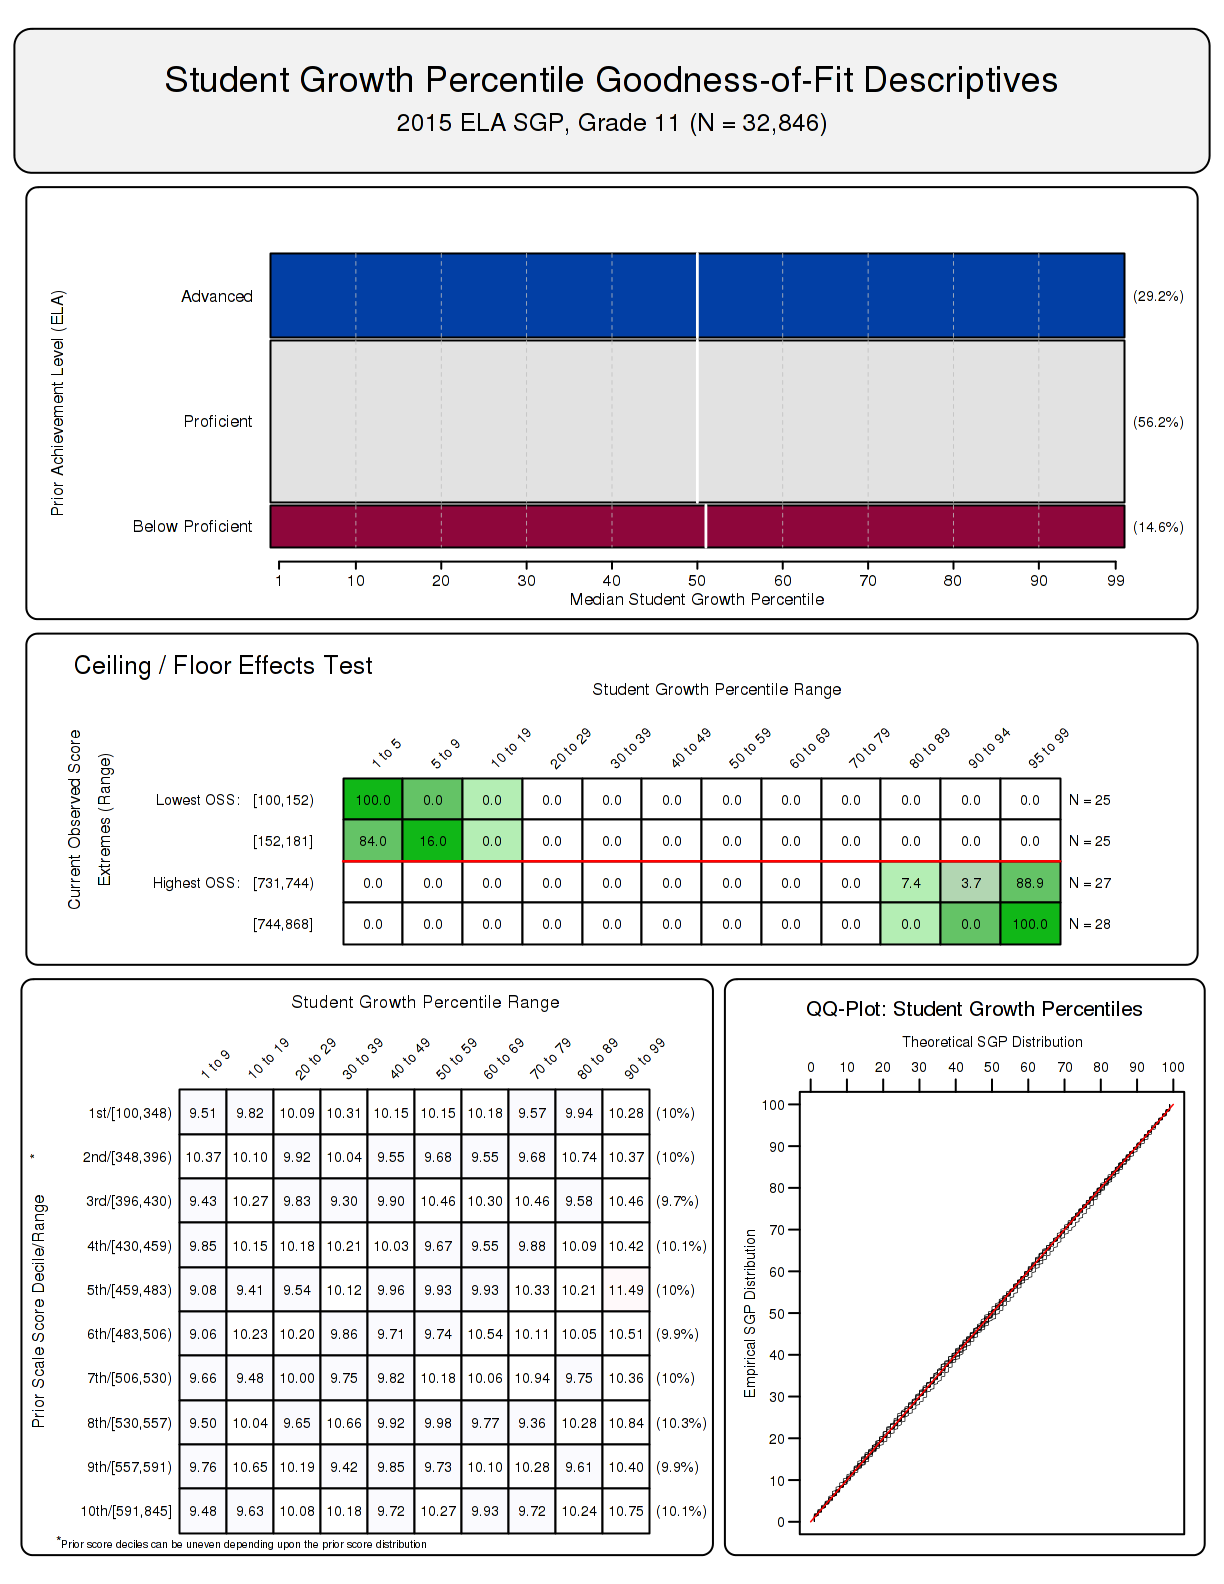 Student Growth Percentile Goodness-of-Fit Descriptives
2015 ELA SGP, Grade 11 (N = 32,846)
Prior Achievement Level (ELA)
Advanced (29.2%)
Proficient (56.2%)
Below Proficient (14.6%)
1 10 20 30 40 50 60 70 80 90 99
Median Student Growth Percentile
Ceiling / Floor Effects Test
Student Growth Percentile Range
Current Observed Score
Extremes (Range)
1 to 5 5 to 9 10 to 19 20 to 29 30 to 39 40 to 49 50 to 59 60 to 69 70 to 79 80 to 89 90 to 94 95 to 99
Lowest OSS: [100,152) 100.0 0.0 0.0 0.0 0.0 0.0 0.0 0.0 0.0 0.0 0.0 0.0 N = 25
[152,181] 84.0 16.0 0.0 0.0 0.0 0.0 0.0 0.0 0.0 0.0 0.0 0.0 N = 25
Highest OSS: [731,744) 0.0 0.0 0.0 0.0 0.0 0.0 0.0 0.0 0.0 7.4 3.7 88.9 N = 27
[744,868] 0.0 0.0 0.0 0.0 0.0 0.0 0.0 0.0 0.0 0.0 0.0 100.0 N = 28
Student Growth Percentile Range
Prior Scale Score Decile/Range *
1 to 9 10 to 19 20 to 29 30 to 39 40 to 49 50 to 59 60 to 69 70 to 79 80 to 89 90 to 99
1st/[100,348) 9.51 9.82 10.09 10.31 10.15 10.15 10.18 9.57 9.94 10.28 (10%)
2nd/[348,396) 10.37 10.10 9.92 10.04 9.55 9.68 9.55 9.68 10.74 10.37 (10%)
3rd/[396,430) 9.43 10.27 9.83 9.30 9.90 10.46 10.30 10.46 9.58 10.46 (9.7%)
4th/[430,459) 9.85 10.15 10.18 10.21 10.03 9.67 9.55 9.88 10.09 10.42 (10.1%)
5th/[459,483) 9.08 9.41 9.54 10.12 9.96 9.93 9.93 10.33 10.21 11.49 (10%)
6th/[483,506) 9.06 10.23 10.20 9.86 9.71 9.74 10.54 10.11 10.05 10.51 (9.9%)
7th/[506,530) 9.66 9.48 10.00 9.75 9.82 10.18 10.06 10.94 9.75 10.36 (10%)
8th/[530,557) 9.50 10.04 9.65 10.66 9.92 9.98 9.77 9.36 10.28 10.84 (10.3%)
9th/[557,591) 9.76 10.65 10.19 9.42 9.85 9.73 10.10 10.28 9.61 10.40 (9.9%)
10th/[591,845] 9.48 9.63 10.08 10.18 9.72 10.27 9.93 9.72 10.24 10.75 (10.1%)
*Prior score deciles can be uneven depending upon the prior score distribution
QQ-Plot: Student Growth Percentiles
Theoretical SGP Distribution
0 10 20 30 40 50 60 70 80 90 100
Empirical SGP Distribution
100
90
80
70
60
50
40
30
20
10
0